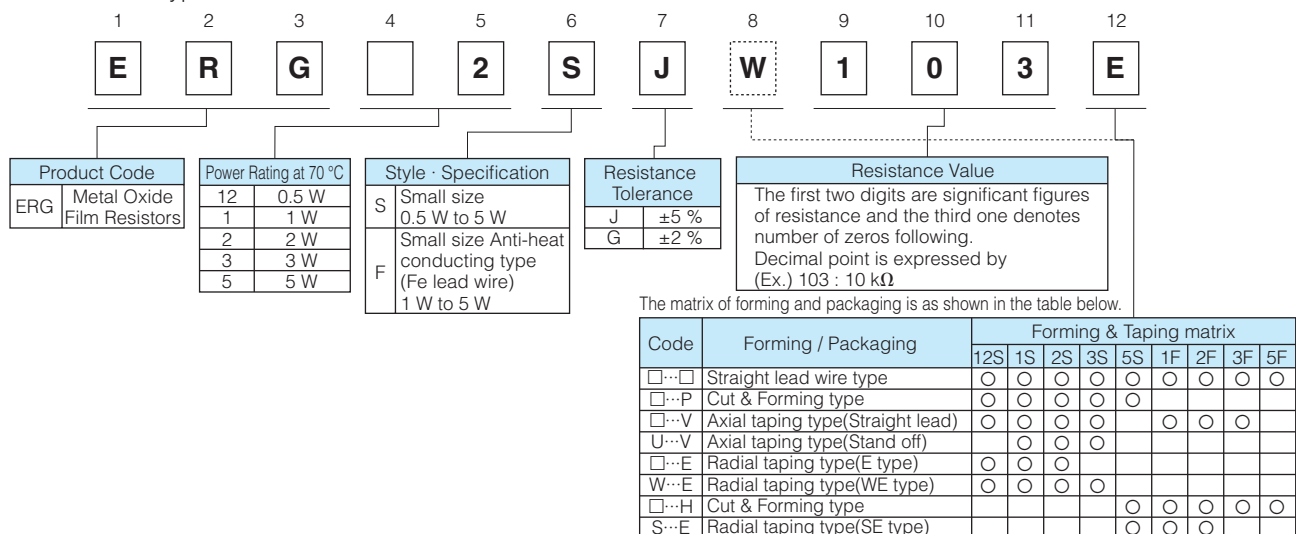 1 2 3 4 5 6 7 8 9 10 11 12
E R G 2 S J W 1 0 3 E
Product Code
ERG Metal Oxide
Film Resistors
Power Rating at 70 °C
12 0.5 W
1 1 W
2 2 W
3 3 W
5 5 W
Style · Specification
S Small size
0.5 W to 5 W
F Small size Anti-heat
conducting type
(Fe lead wire)
1 W to 5 W
Resistance
Tolerance
J ±5 %
G ±2 %
Resistance Value
The first two digits are significant figures
of resistance and the third one denotes
number of zeros following.
Decimal point is expressed by
(Ex.) 103 : 10 kΩ
The matrix of forming and packaging is as shown in the table below.
Code Forming / Packaging Forming & Taping matrix
12S 1S 2S 3S 5S 1F 2F 3F 5F
□···□ Straight lead wire type ○ ○ ○ ○ ○ ○ ○ ○ ○
□···P Cut & Forming type ○ ○ ○ ○ ○
□···V Axial taping type(Straight lead) ○ ○ ○ ○ ○ ○ ○
U···V Axial taping type(Stand off) ○ ○ ○
□···E Radial taping type(E type) ○ ○ ○
W···E Radial taping type(WE type) ○ ○ ○ ○
□···H Cut & Forming type ○ ○ ○ ○ ○
S···E Radial taping type(SE type) ○ ○ ○